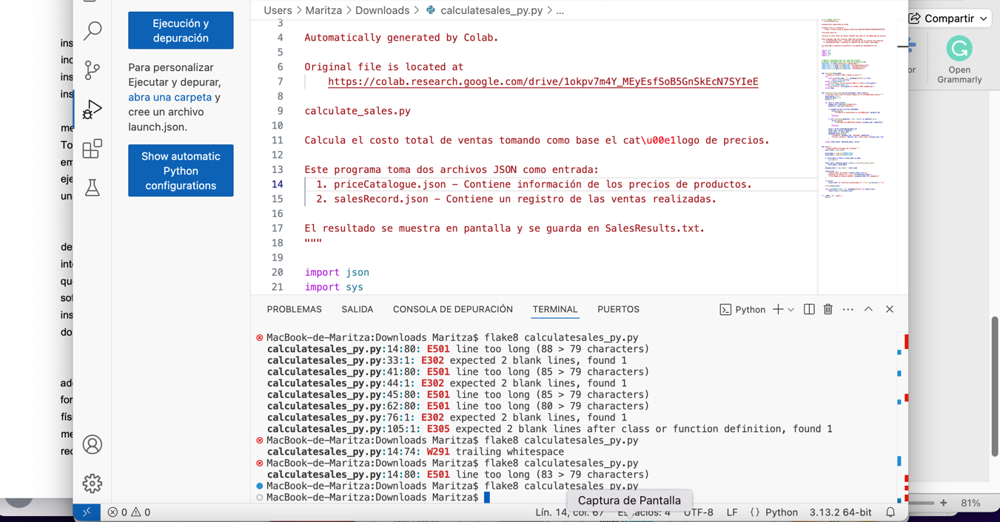 Ejecución y
depuración
Para personalizar
Ejecutar y depurar,
abra una carpeta y
cree un archivo
launch.json.
Show automatic
Python
configurations
Users > Maritza > Downloads > calculatesales_py.py > ...
3
4 Automatically generated by Colab.
5
6 Original file is located at
7 https://colab.research.google.com/drive/1okpv7m4Y_MEyEsfSoB5GnSkEcN7SYIeE
8
9 calculate_sales.py
10
11 Calcula el costo total de ventas tomando como base el cat\u00e1logo de precios.
12
13 Este programa toma dos archivos JSON como entrada:
14 1. priceCatalogue.json – Contiene información de los precios de productos.
15 2. salesRecord.json – Contiene un registro de las ventas realizadas.
16
17 El resultado se muestra en pantalla y se guarda en SalesResults.txt.
18 """
19
20 import json
21 import sys
PROBLEMAS SALIDA CONSOLA DE DEPURACIÓN TERMINAL PUERTOS
Python
MacBook-de-Maritza:Downloads Maritza$ flake8 calculatesales_py.py
calculatesales_py.py:14:80: E501 line too long (88 > 79 characters)
calculatesales_py.py:33:1: E302 expected 2 blank lines, found 1
calculatesales_py.py:41:80: E501 line too long (85 > 79 characters)
calculatesales_py.py:44:1: E302 expected 2 blank lines, found 1
calculatesales_py.py:45:80: E501 line too long (85 > 79 characters)
calculatesales_py.py:62:80: E501 line too long (80 > 79 characters)
calculatesales_py.py:76:1: E302 expected 2 blank lines, found 1
calculatesales_py.py:105:1: E305 expected 2 blank lines after class or function definition, found 1
MacBook-de-Maritza:Downloads Maritza$ flake8 calculatesales_py.py
calculatesales_py.py:14:74: W291 trailing whitespace
MacBook-de-Maritza:Downloads Maritza$ flake8 calculatesales_py.py
calculatesales_py.py:14:80: E501 line too long (83 > 79 characters)
MacBook-de-Maritza:Downloads Maritza$ flake8 calculatesales_py.py
MacBook-de-Maritza:Downloads Maritza$
Captura de Pantalla
0 0
Lín. 14, col. 67 Espacios: 4 UTF-8 LF {} Python 3.13.2 64-bit
Compartir
Open
Grammarly
81%